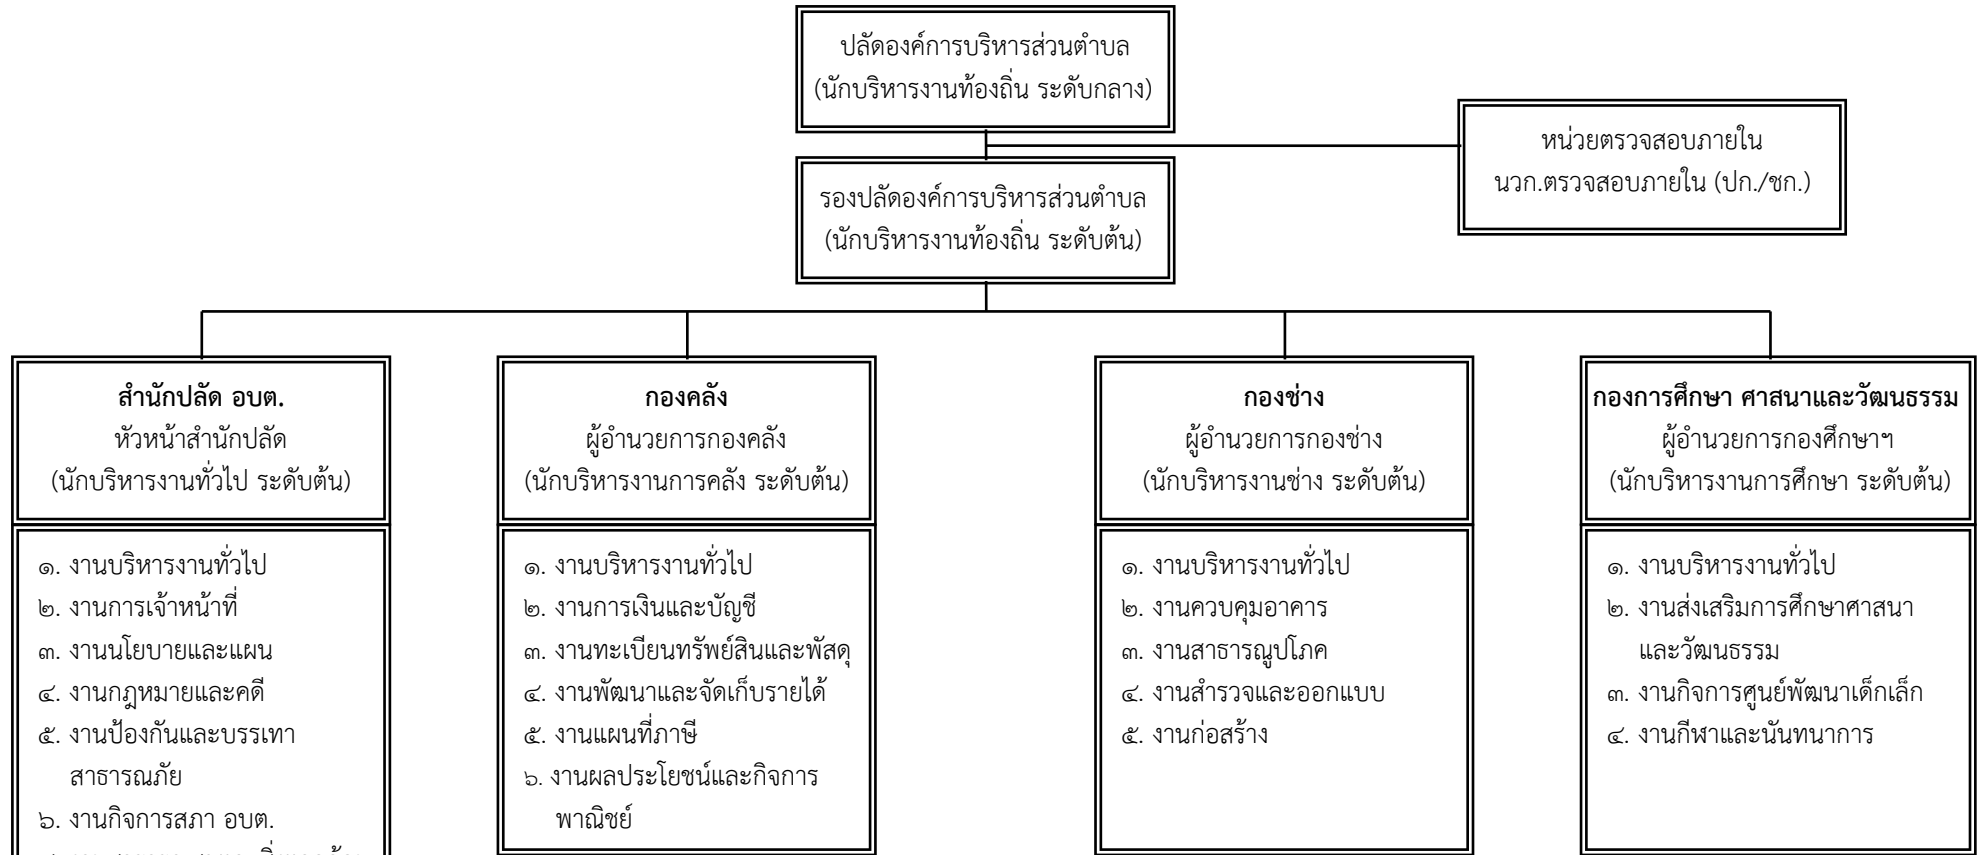 ปลัดองค์การบริหารส่วนตำบล
(นักบริหารงานท้องถิ่น ระดับกลาง)
หน่วยตรวจสอบภายใน
นวก.ตรวจสอบภายใน (ปก./ชก.)
รองปลัดองค์การบริหารส่วนตำบล
(นักบริหารงานท้องถิ่น ระดับต้น)
สำนักปลัด อบต.
หัวหน้าสำนักปลัด
(นักบริหารงานทั่วไป ระดับต้น)
๑. งานบริหารงานทั่วไป
๒. งานการเจ้าหน้าที่
๓. งานนโยบายและแผน
๔. งานกฎหมายและคดี
๕. งานป้องกันและบรรเทา
สาธารณภัย
๖. งานกิจการสภา อบต.
กองคลัง
ผู้อำนวยการกองคลัง
(นักบริหารงานการคลัง ระดับต้น)
๑. งานบริหารงานทั่วไป
๒. งานการเงินและบัญชี
๓. งานทะเบียนทรัพย์สินและพัสดุ
๔. งานพัฒนาและจัดเก็บรายได้
๕. งานแผนที่ภาษี
๖. งานผลประโยชน์และกิจการ
พาณิชย์
กองช่าง
ผู้อำนวยการกองช่าง
(นักบริหารงานช่าง ระดับต้น)
๑. งานบริหารงานทั่วไป
๒. งานควบคุมอาคาร
๓. งานสาธารณูปโภค
๔. งานสำรวจและออกแบบ
๕. งานก่อสร้าง
กองการศึกษา ศาสนาและวัฒนธรรม
ผู้อำนวยการกองศึกษาฯ
(นักบริหารงานการศึกษา ระดับต้น)
๑. งานบริหารงานทั่วไป
๒. งานส่งเสริมการศึกษาศาสนา
และวัฒนธรรม
๓. งานกิจการศูนย์พัฒนาเด็กเล็ก
๔. งานกีฬาและนันทนาการ